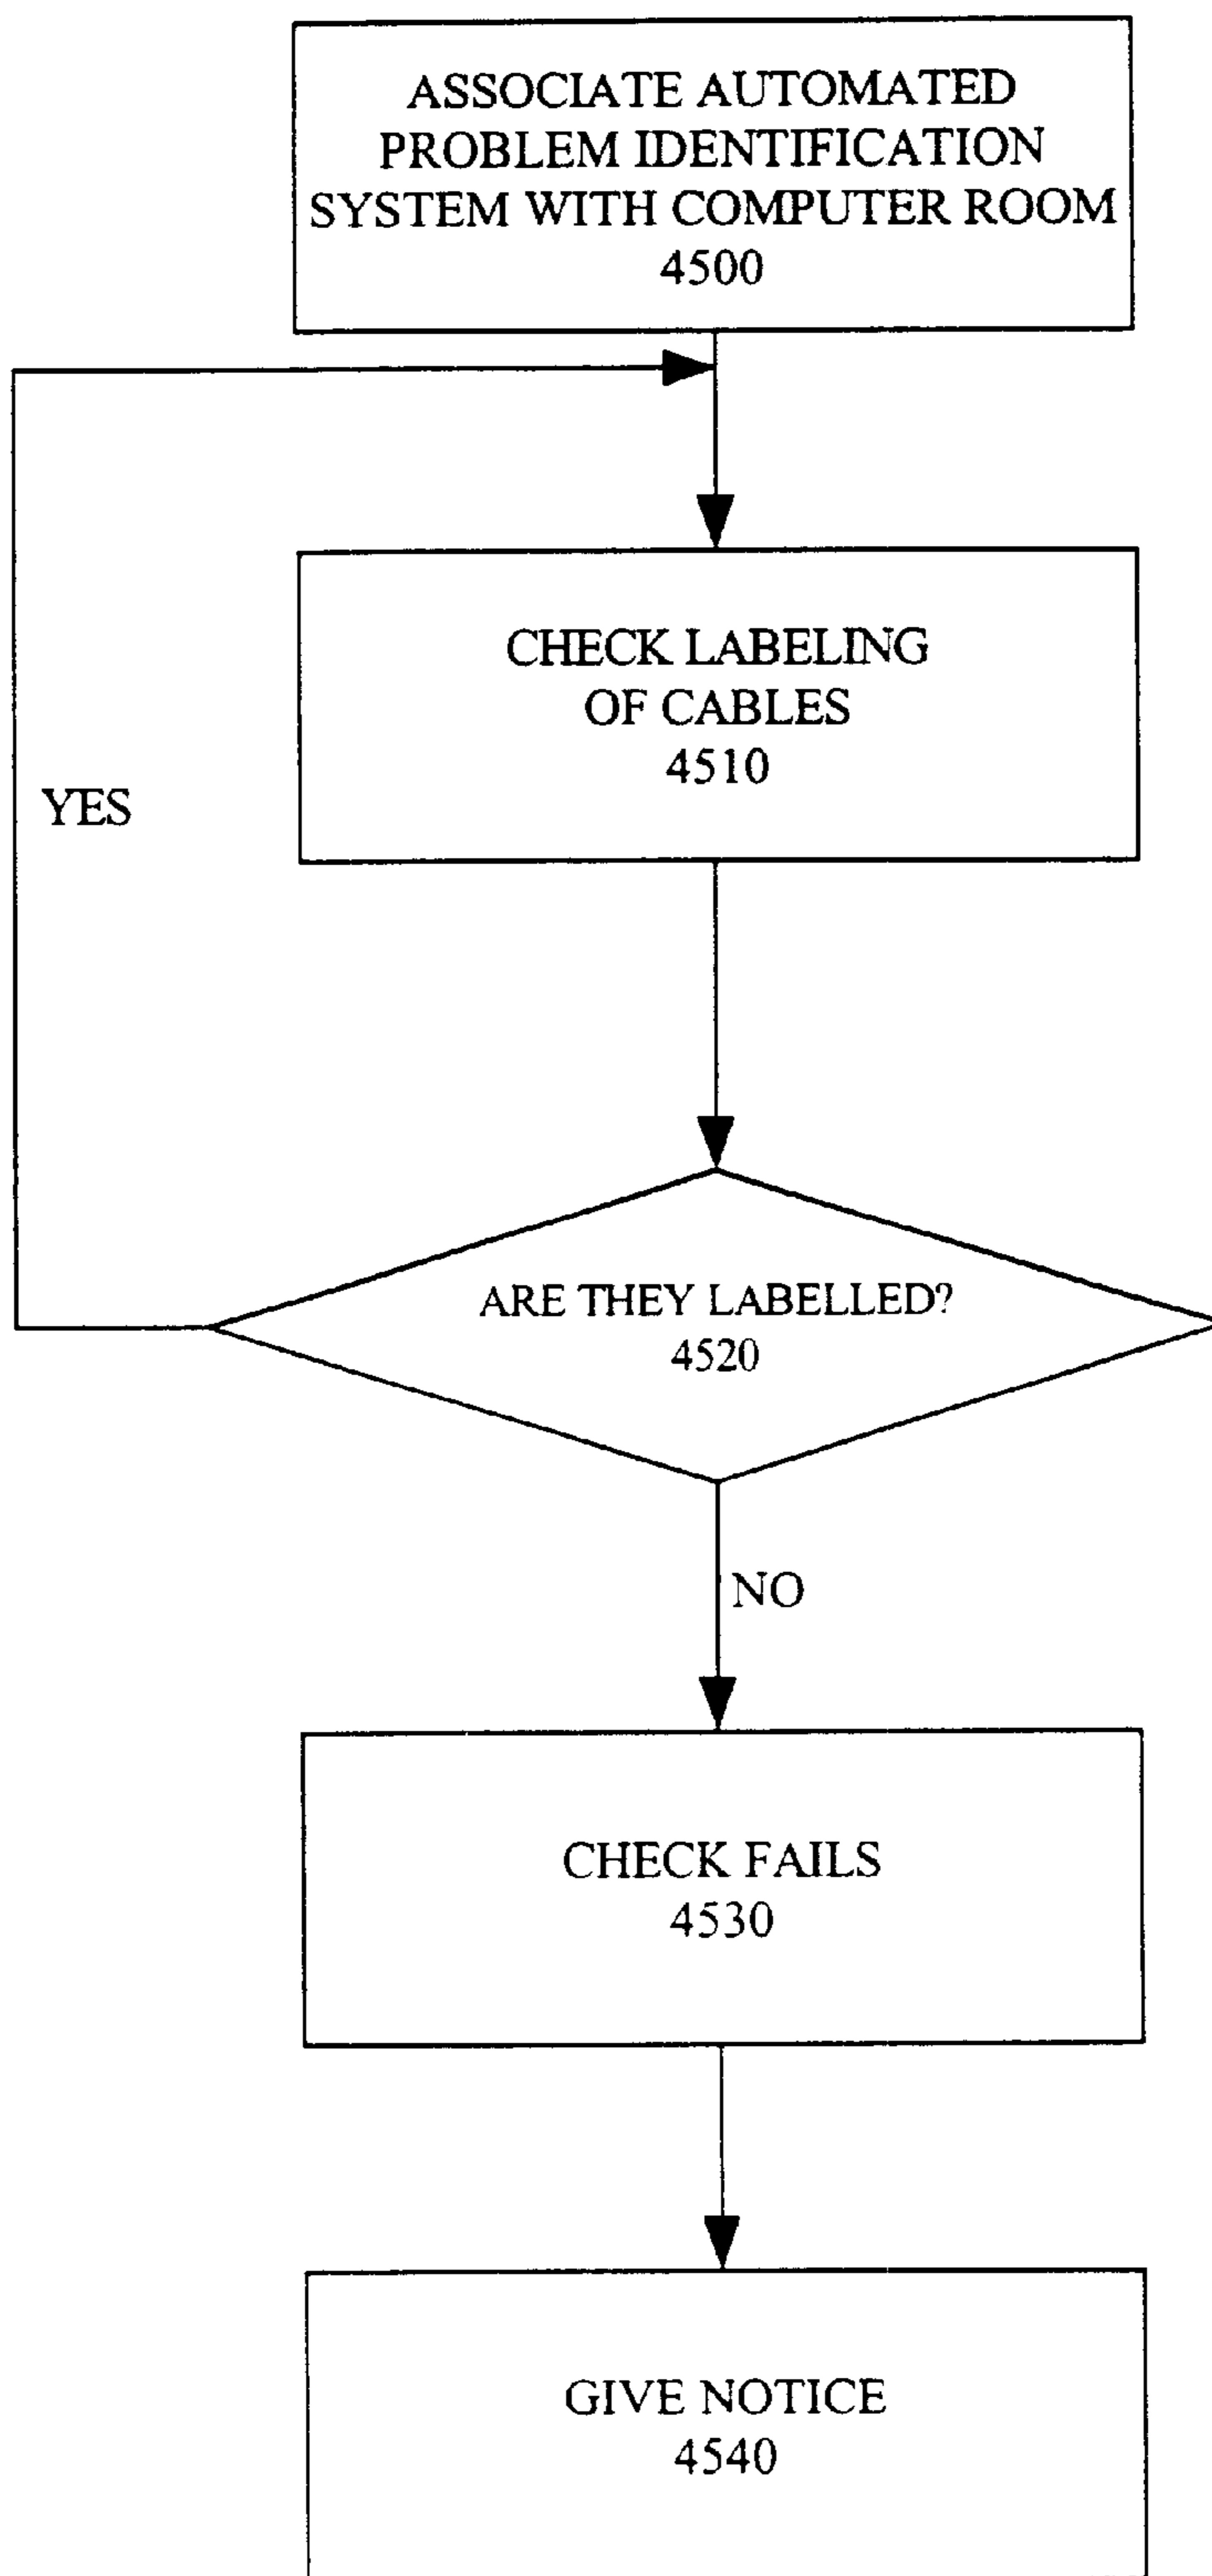 ASSOCIATE AUTOMATED
PROBLEM IDENTIFICATION
SYSTEM WITH COMPUTER ROOM
4500
CHECK LABELING
OF CABLES
4510
YES
ARE THEY LABELLED?
4520
NO
CHECK FAILS
4530
GIVE NOTICE
4540